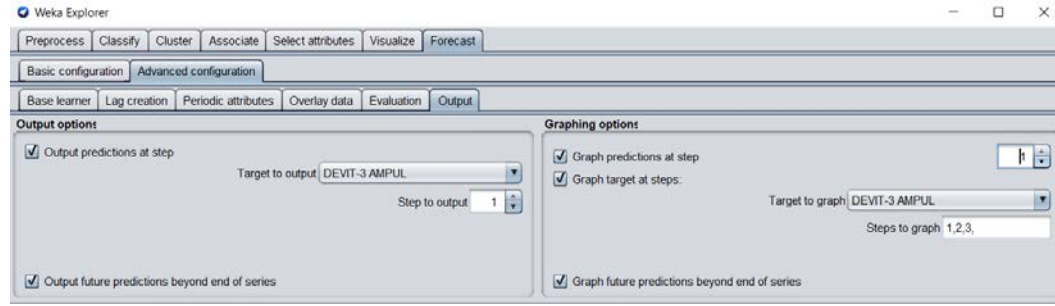 Weka Explorer
Preprocess Classify Cluster Associate Select attributes Visualize Forecast
Basic configuration Advanced configuration
Base learner Lag creation Periodic attributes Overlay data Evaluation Output
Output options
Output predictions at step
Target to output DEVIT-3 AMPUL
Step to output 1
Output future predictions beyond end of series
Graphing options
Graph predictions at step 1
Graph target at steps:
Target to graph DEVIT-3 AMPUL
Steps to graph 1,2,3,
Graph future predictions beyond end of series